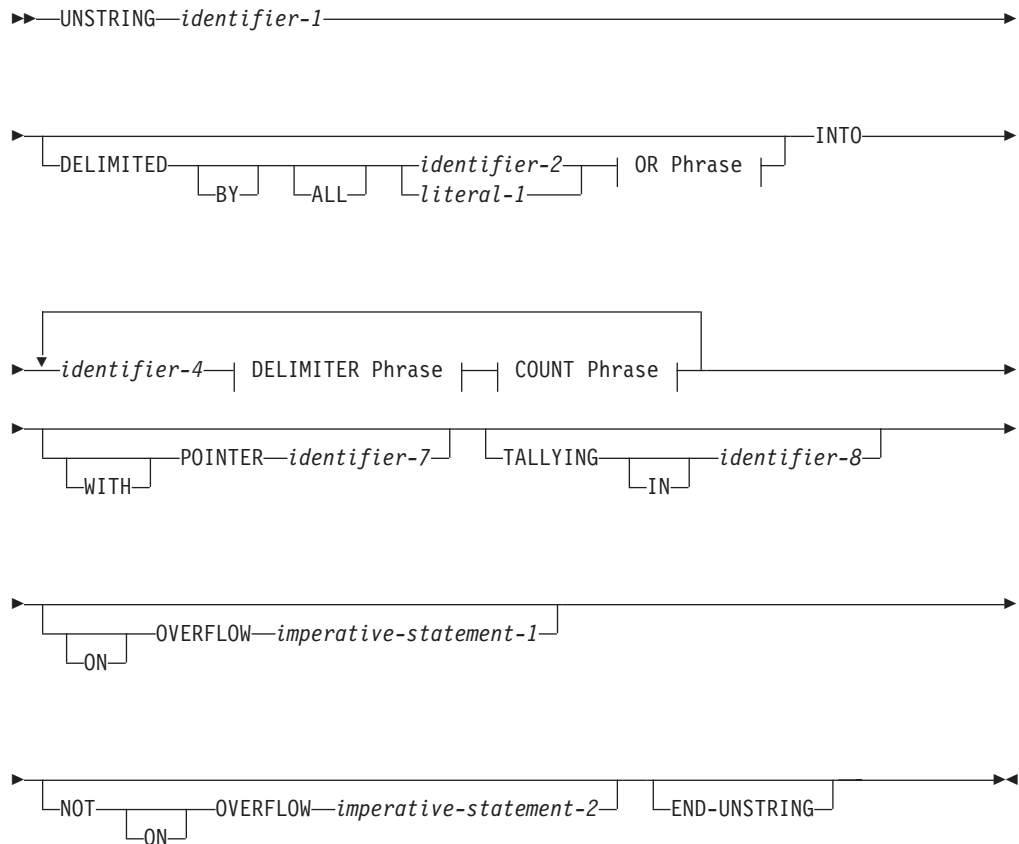 UNSTRING identifier-1
DELIMITED BY ALL identifier-2 literal-1 OR Phrase INTO
identifier-4 DELIMITER Phrase COUNT Phrase
WITH POINTER identifier-7 TALLYING IN identifier-8
ON OVERFLOW imperative-statement-1
NOT ON OVERFLOW imperative-statement-2 END-UNSTRING